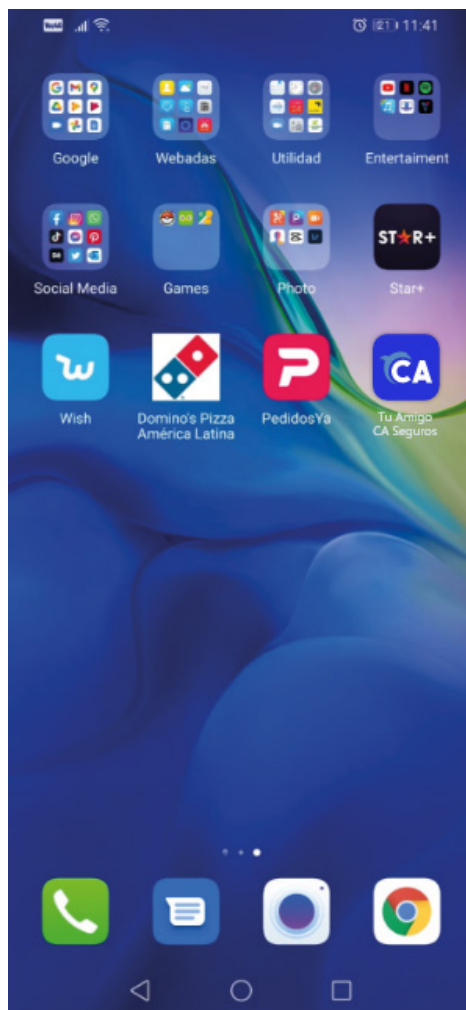 21 11:41
Google Webadas Utilidad Entertaiment
ST★R+
Social Media Games Photo Star+
CA
Wish Domino's Pizza PedidosYa Tu Amigo
América Latina CA Seguros